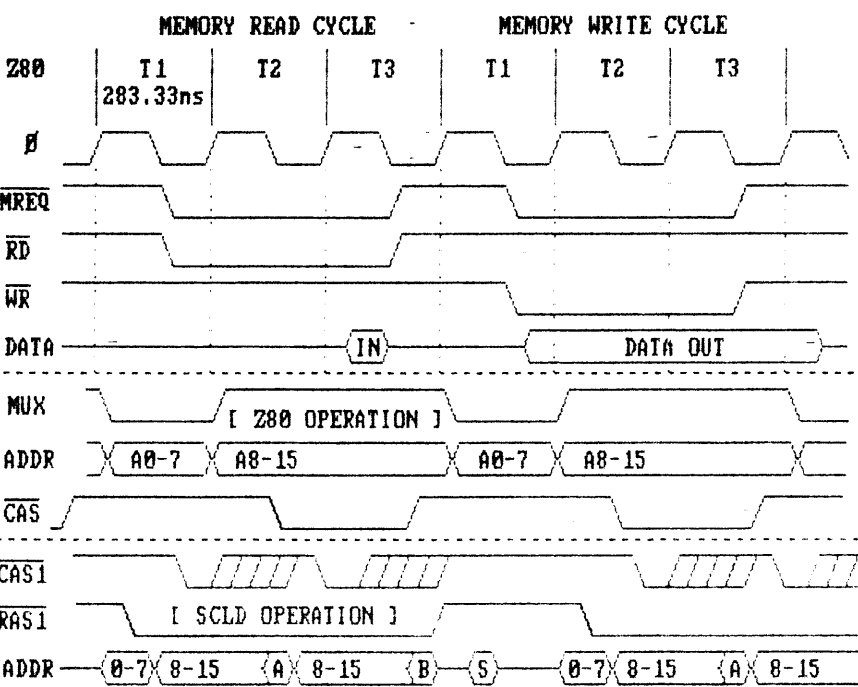 MEMORY READ CYCLE MEMORY WRITE CYCLE
Z80 T1 T2 T3 T1 T2 T3
283.33ns
Ø
MREQ
RD
WR
DATA IN DATA OUT
MUX [ Z80 OPERATION ]
ADDR A0-7 A8-15 A0-7 A8-15
CAS
CAS1
RAS1 [ SCLD OPERATION ]
ADDR 0-7 8-15 A 8-15 B S 0-7 8-15 A 8-15